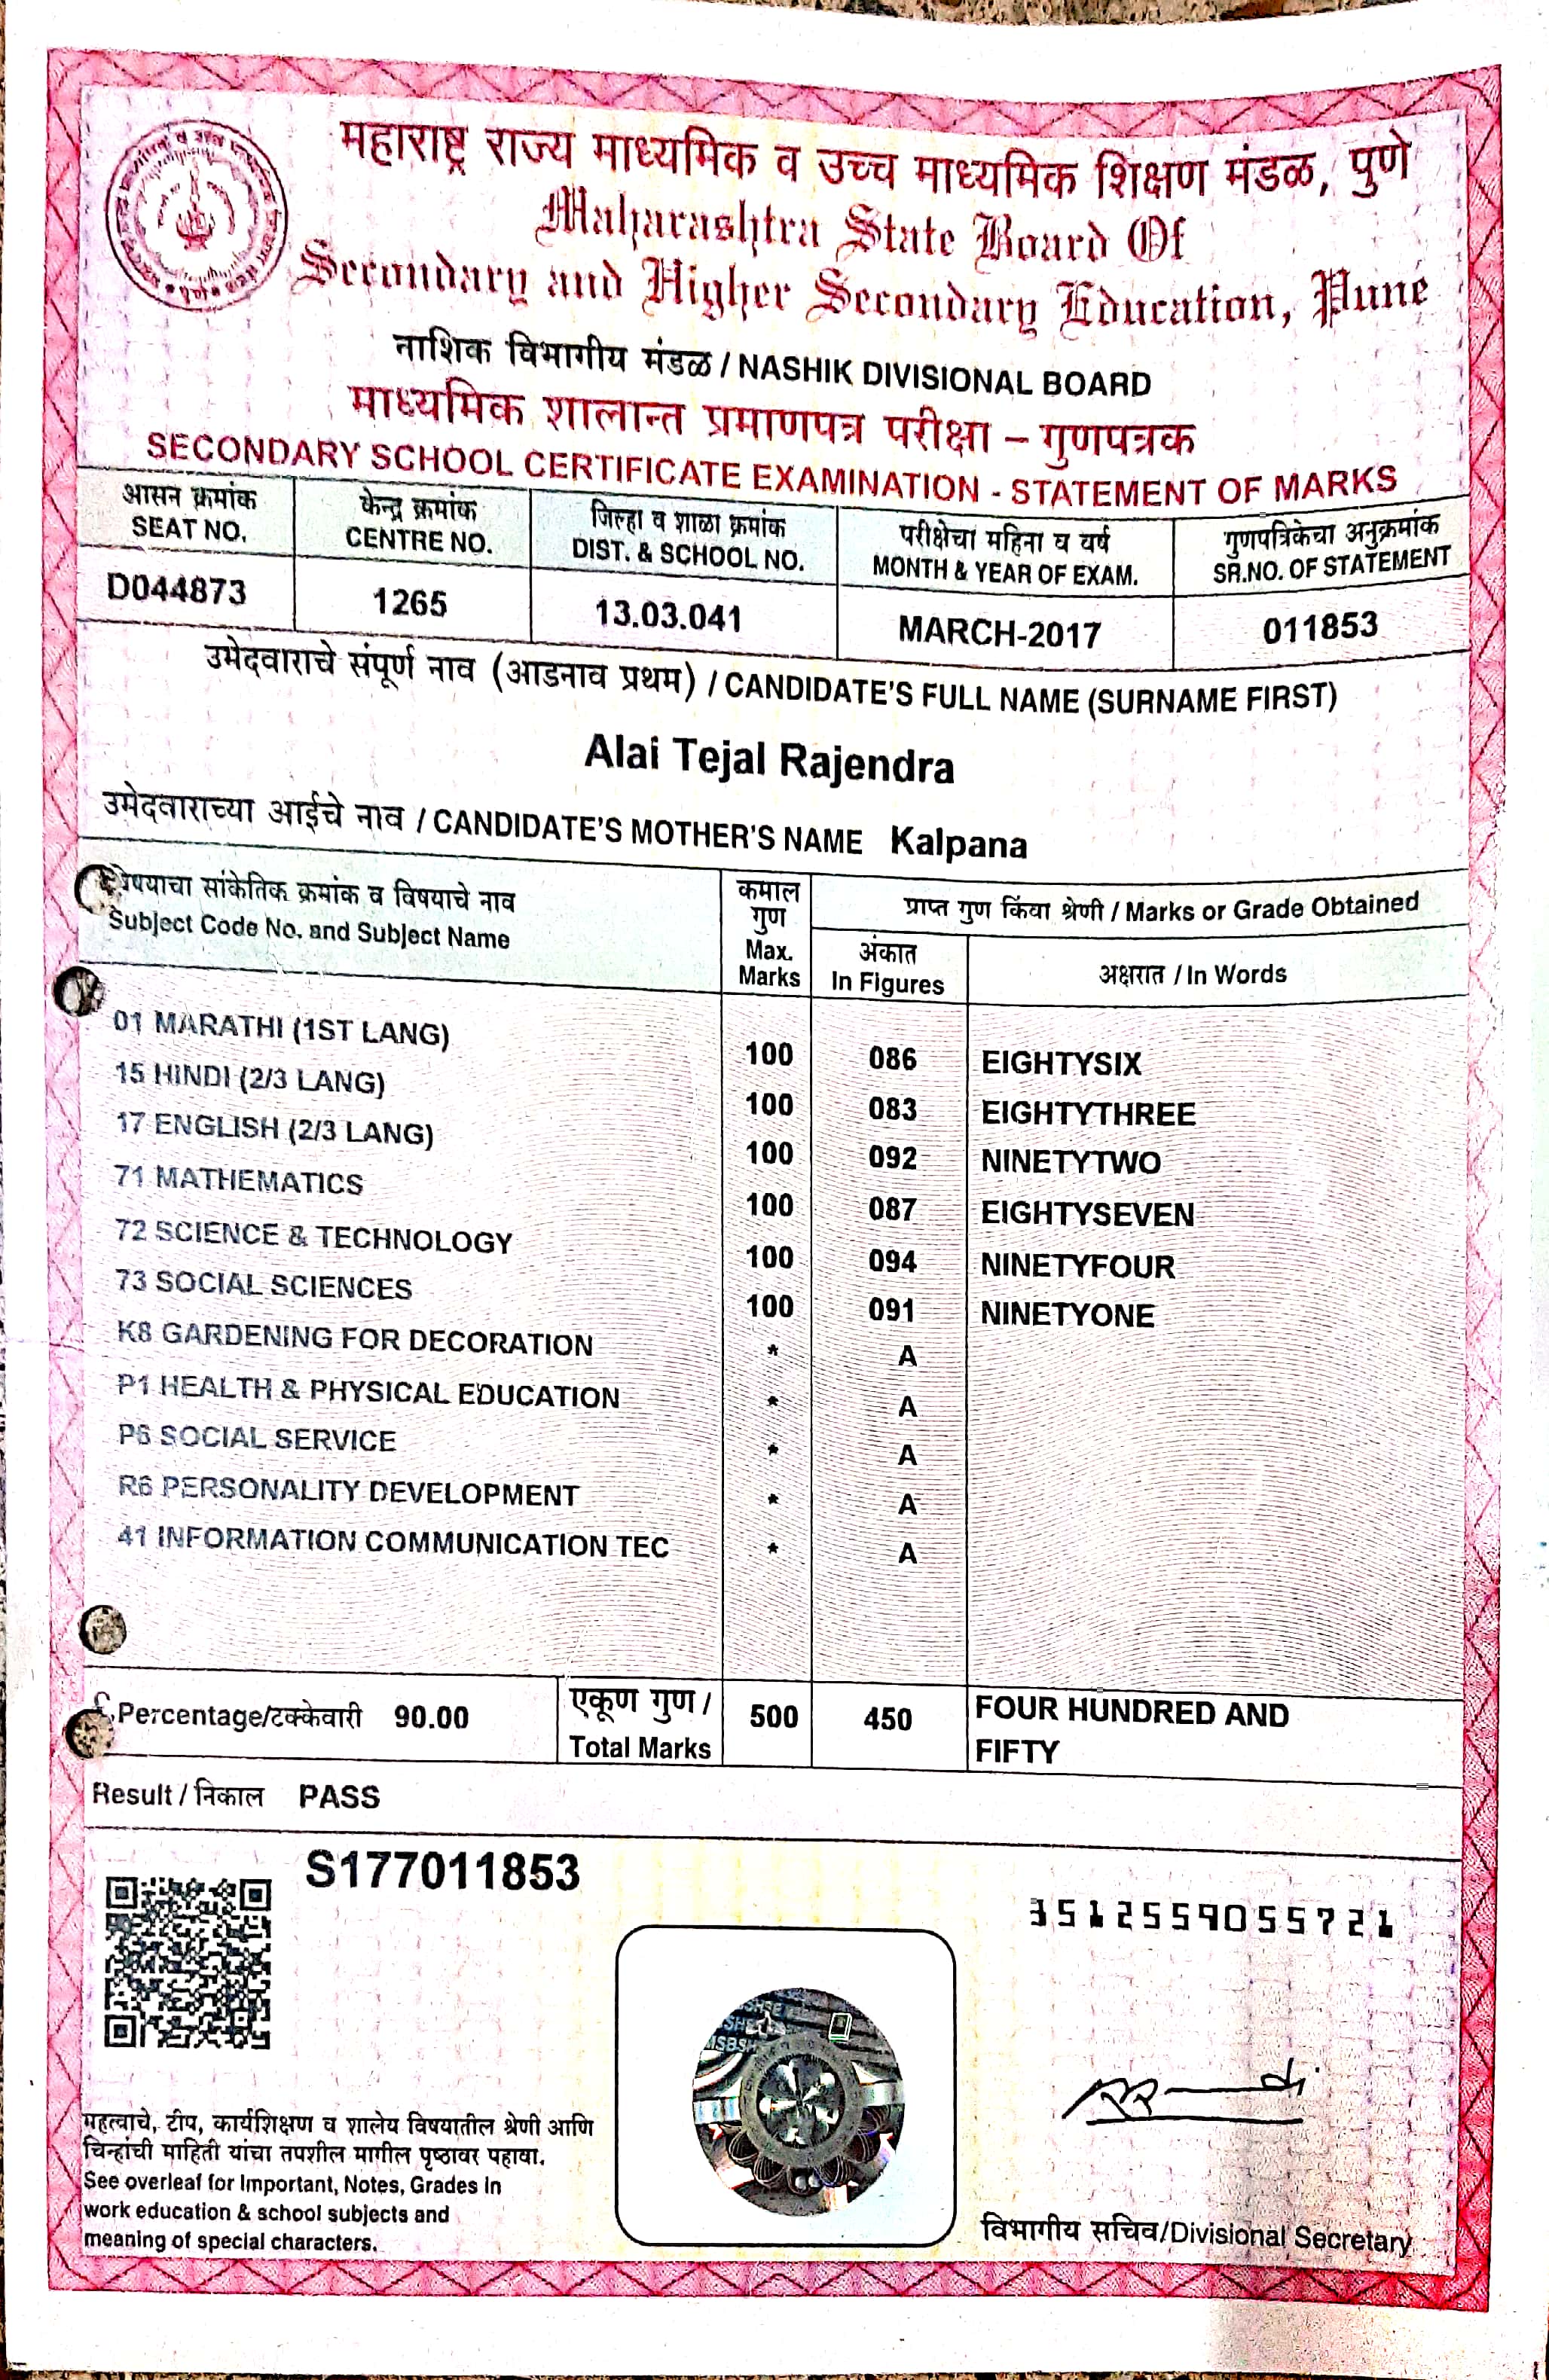 महाराष्ट्र राज्य माध्यमिक व उच्च माध्यमिक शिक्षण मंडळ, पुणे
Maharashtra State Board Of
Secondary and Higher Secondary Education, Pune
नाशिक विभागीय मंडळ / NASHIK DIVISIONAL BOARD
माध्यमिक शालान्त प्रमाणपत्र परीक्षा – गुणपत्रक
SECONDARY SCHOOL CERTIFICATE EXAMINATION - STATEMENT OF MARKS
आसन क्रमांक केन्द्र क्रमांक जिल्हा व शाळा क्रमांक परीक्षेचा महिना व वर्ष गुणपत्रिकेचा अनुक्रमांक
SEAT NO. CENTRE NO. DIST. & SCHOOL NO. MONTH & YEAR OF EXAM. SR.NO. OF STATEMENT
D044873 1265 13.03.041 MARCH-2017 011853
उमेदवाराचे संपूर्ण नाव (आडनाव प्रथम) / CANDIDATE'S FULL NAME (SURNAME FIRST)
Alai Tejal Rajendra
उमेदवाराच्या आईचे नाव / CANDIDATE'S MOTHER'S NAME Kalpana
सांकेतिक क्रमांक व विषयाचे नाव
Subject Code No. and Subject Name
कमाल
गुण
Max.
Marks
प्राप्त गुण किंवा श्रेणी / Marks or Grade Obtained
अंकात
In Figures
अक्षरात / In Words
01 MARATHI (1ST LANG) 100 086 EIGHTYSIX
15 HINDI (2/3 LANG) 100 083 EIGHTYTHREE
17 ENGLISH (2/3 LANG) 100 092 NINETYTWO
71 MATHEMATICS 100 087 EIGHTYSEVEN
72 SCIENCE & TECHNOLOGY 100 094 NINETYFOUR
73 SOCIAL SCIENCES 100 091 NINETYONE
K8 GARDENING FOR DECORATION * A
P1 HEALTH & PHYSICAL EDUCATION * A
P6 SOCIAL SERVICE * A
R6 PERSONALITY DEVELOPMENT * A
41 INFORMATION COMMUNICATION TEC * A
Percentage/टक्केवारी 90.00 एकूण गुण / Total Marks 500 450 FOUR HUNDRED AND
FIFTY
Result / निकाल PASS
S177011853
3512559055721
महत्वाचे, टीप, कार्यशिक्षण व शालेय विषयातील श्रेणी आणि
चिन्हांची माहिती यांचा तपशील मागील पृष्ठावर पहावा.
See overleaf for Important, Notes, Grades in
work education & school subjects and
meaning of special characters.
विभागीय सचिव/Divisional Secretary